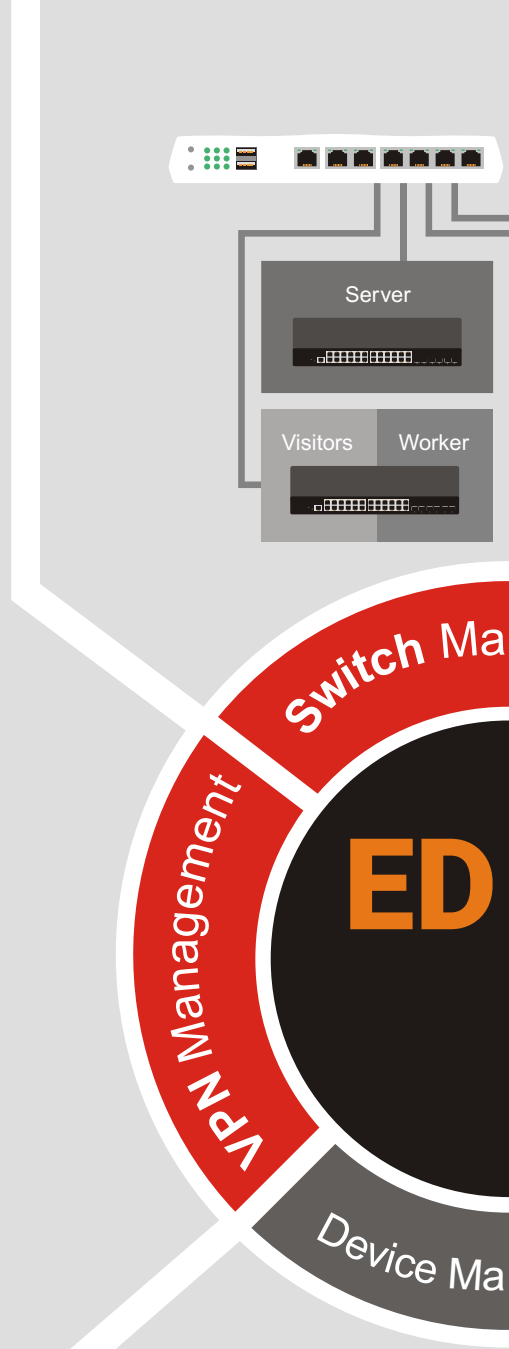 Server
Visitors
Worker
Switch Ma
VPN Management
ED
Device Ma